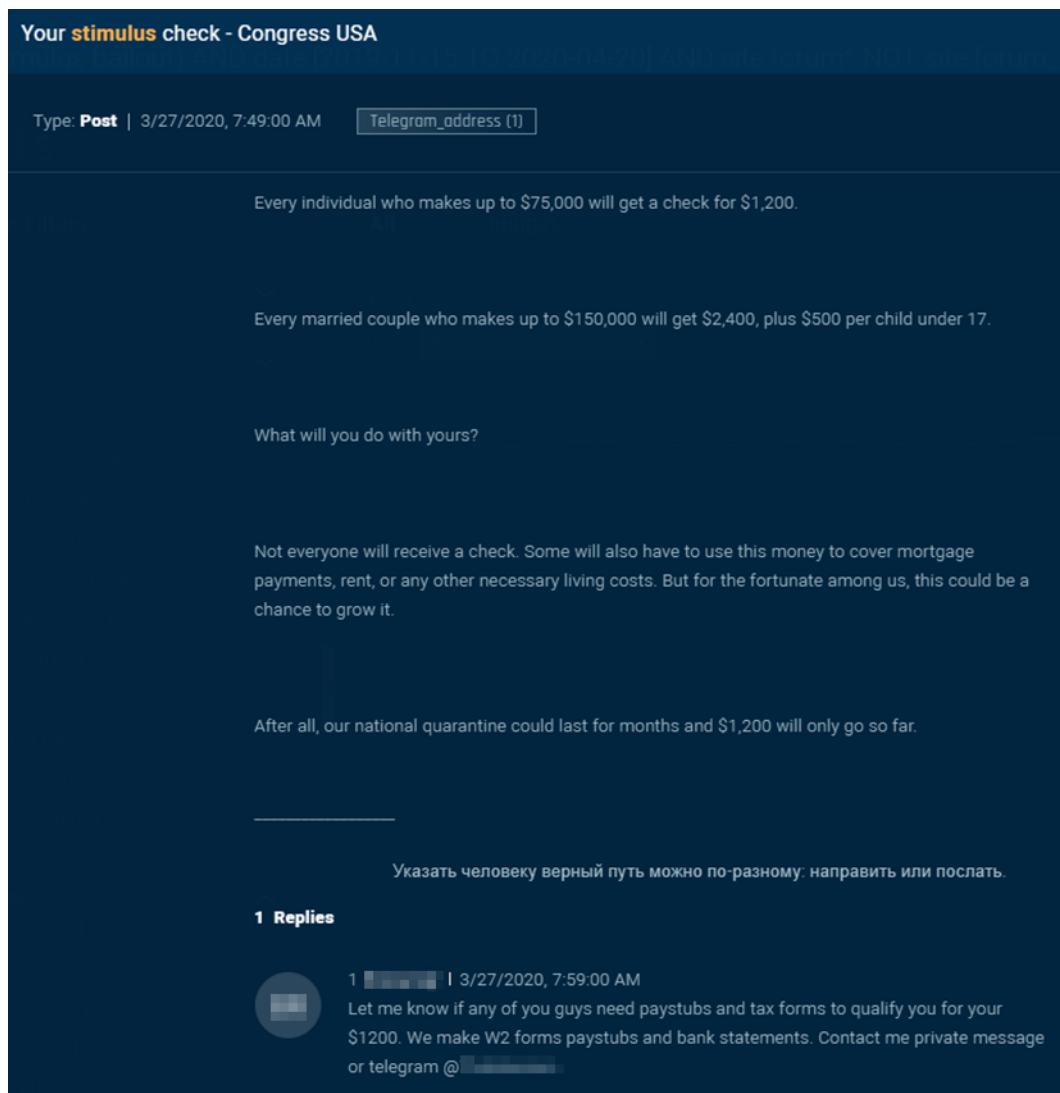 Your stimulus check - Congress USA
Type: Post | 3/27/2020, 7:49:00 AM Telegram_address (1)
Every individual who makes up to $75,000 will get a check for $1,200.
Every married couple who makes up to $150,000 will get $2,400, plus $500 per child under 17.
What will you do with yours?
Not everyone will receive a check. Some will also have to use this money to cover mortgage
payments, rent, or any other necessary living costs. But for the fortunate among us, this could be a
chance to grow it.
After all, our national quarantine could last for months and $1,200 will only go so far.
__________________
Указать человеку верный путь можно по-разному: направить или послать.
1 Replies
1 | 3/27/2020, 7:59:00 AM
Let me know if any of you guys need paystubs and tax forms to qualify you for your
$1200. We make W2 forms paystubs and bank statements. Contact me private message
or telegram @